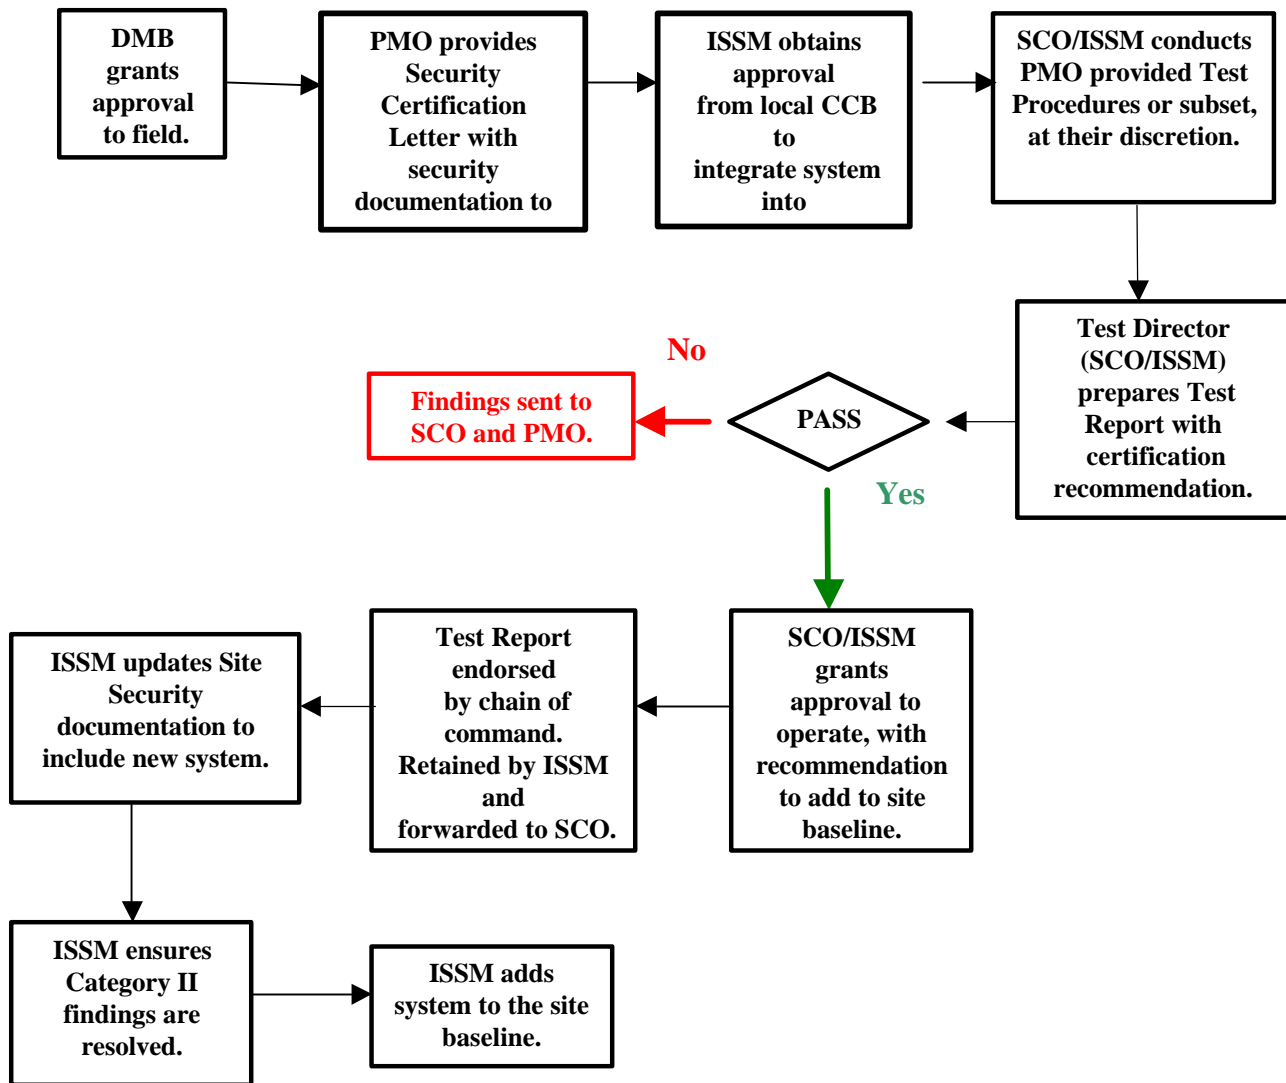 DMB
grants
approval
to field.
PMO provides
Security
Certification
Letter with
security
documentation to
ISSM obtains
approval
from local CCB
to
integrate system
into
SCO/ISSM conducts
PMO provided Test
Procedures or subset,
at their discretion.
Test Director
(SCO/ISSM)
prepares Test
Report with
certification
recommendation.
PASS
No
Findings sent to
SCO and PMO.
Yes
SCO/ISSM
grants
approval to
operate, with
recommendation
to add to site
baseline.
Test Report
endorsed
by chain of
command.
Retained by ISSM
and
forwarded to SCO.
ISSM updates Site
Security
documentation to
include new system.
ISSM ensures
Category II
findings are
resolved.
ISSM adds
system to the site
baseline.